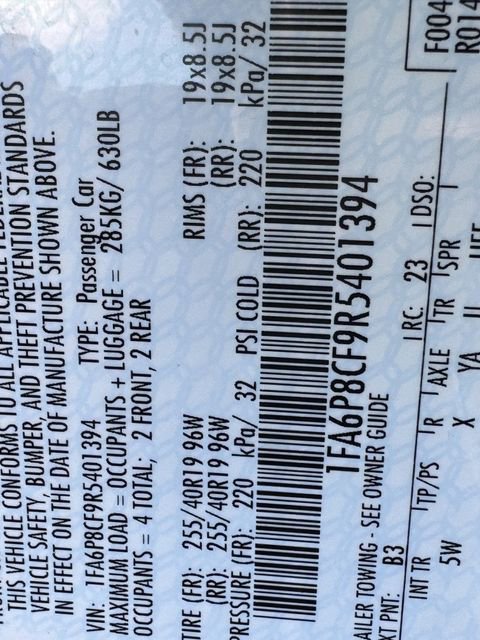 THIS VEHICLE CONFORMS TO ALL APPLICABLE
VEHICLE SAFETY, BUMPER, AND THEFT PREVENTION STANDARDS
IN EFFECT ON THE DATE OF MANUFACTURE SHOWN ABOVE.
VIN: 1FA6P8CF9R5401394 TYPE: Passenger Car
MAXIMUM LOAD = OCCUPANTS + LUGGAGE = 285KG/ 630LB
OCCUPANTS = 4 TOTAL; 2 FRONT, 2 REAR
TIRE (FR): 255/40R19 96W RIMS (FR): 19x8.5J
(RR): 255/40R19 96W (RR): 19x8.5J
PRESSURE (FR): 220 kPa/ 32 PSI COLD (RR): 220 kPa/ 32
1FA6P8CF9R5401394
AILER TOWING - SEE OWNER GUIDE
XT PNT: B3 RC: 23 DSO: F004
R014
INT TR TP/PS R AXLE TR SPR
5W X YA U